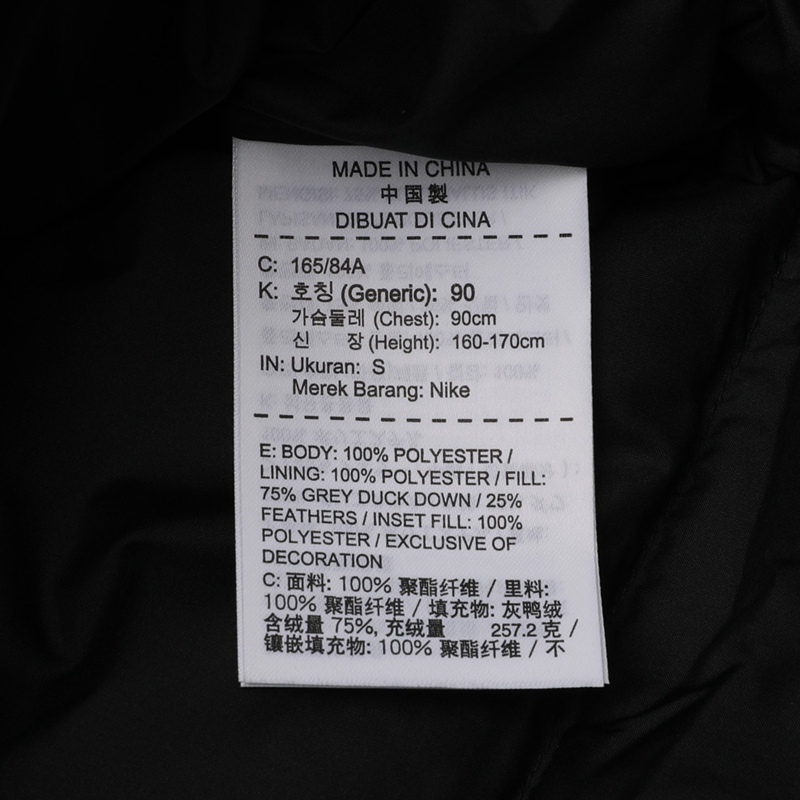 MADE IN CHINA
中国製
DIBUAT DI CINA
C: 165/84A
K: 호칭 (Generic): 90
가슴둘레 (Chest): 90cm
신 장 (Height): 160-170cm
IN: Ukuran: S
Merek Barang: Nike
E: BODY: 100% POLYESTER /
LINING: 100% POLYESTER / FILL:
75% GREY DUCK DOWN / 25%
FEATHERS / INSET FILL: 100%
POLYESTER / EXCLUSIVE OF
DECORATION
C: 面料: 100% 聚酯纤维 / 里料:
100% 聚酯纤维 / 填充物: 灰鸭绒
含绒量 75%, 充绒量 257.2 克 /
镶嵌填充物: 100% 聚酯纤维 / 不